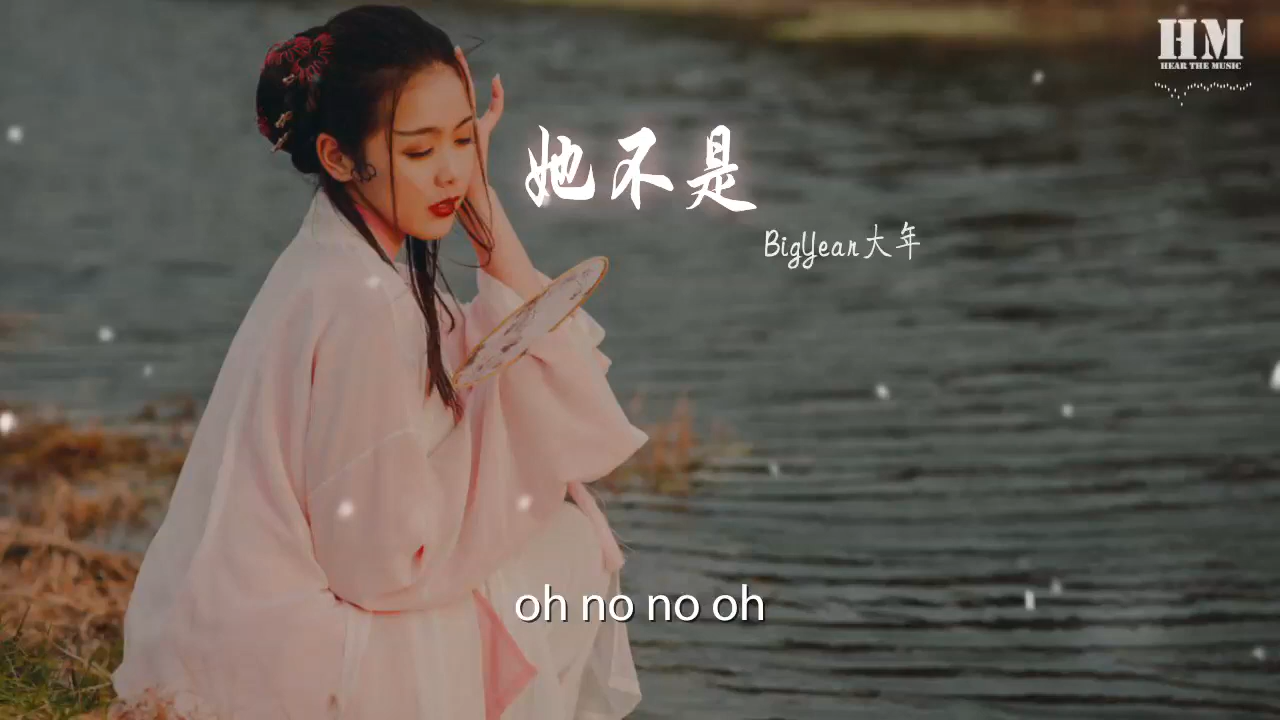 HM
HEAR THE MUSIC
她不是
BigYear大年
oh no no oh